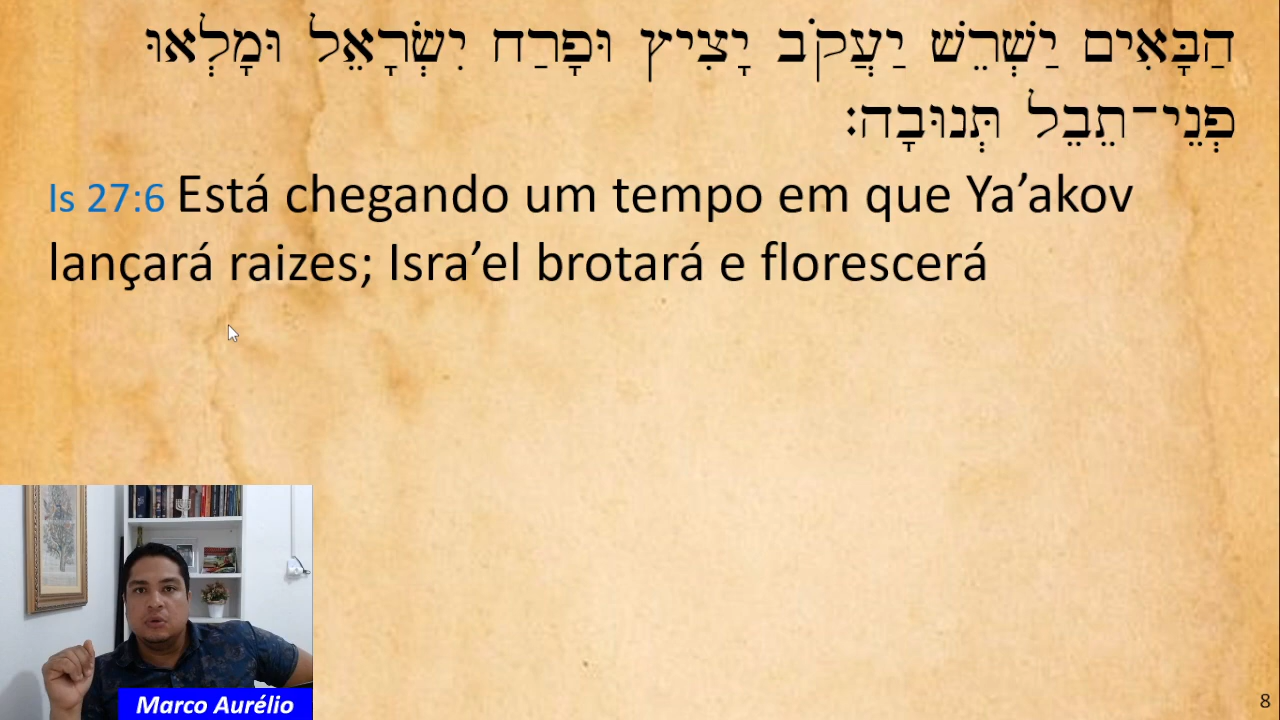 הַבָּאִים יַשְׁרֵשׁ יַעֲקֹב יָצִיץ וּפָרַח יִשְׂרָאֵל וּמָלְאוּ
פְנֵי־תֵבֵל תְּנוּבָה׃
Is 27:6 Está chegando um tempo em que Ya’akov
lançará raizes; Isra’el brotará e florescerá
Marco Aurélio
8